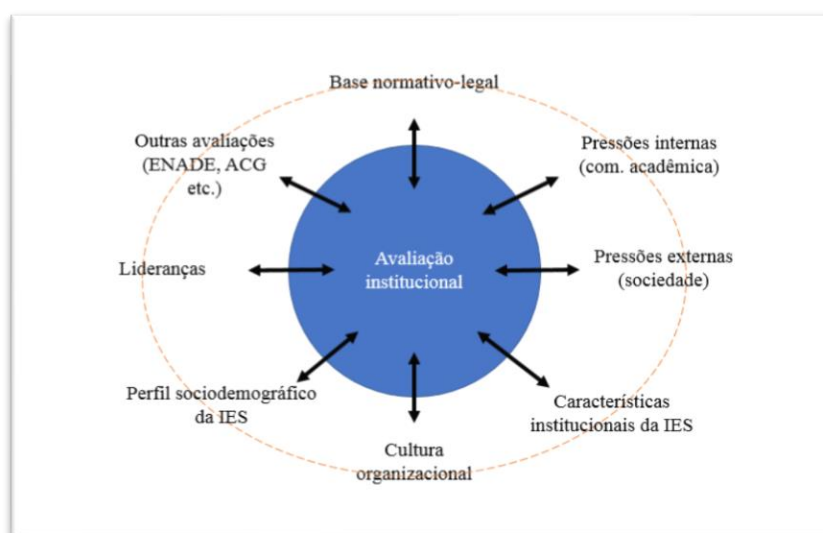 Base normativo-legal
Outras avaliações
(ENADE, ACG
etc.)
Pressões internas
(com. acadêmica)
Lideranças
Avaliação
institucional
Pressões externas
(sociedade)
Perfil sociodemográfico
da IES
Características
institucionais da IES
Cultura
organizacional